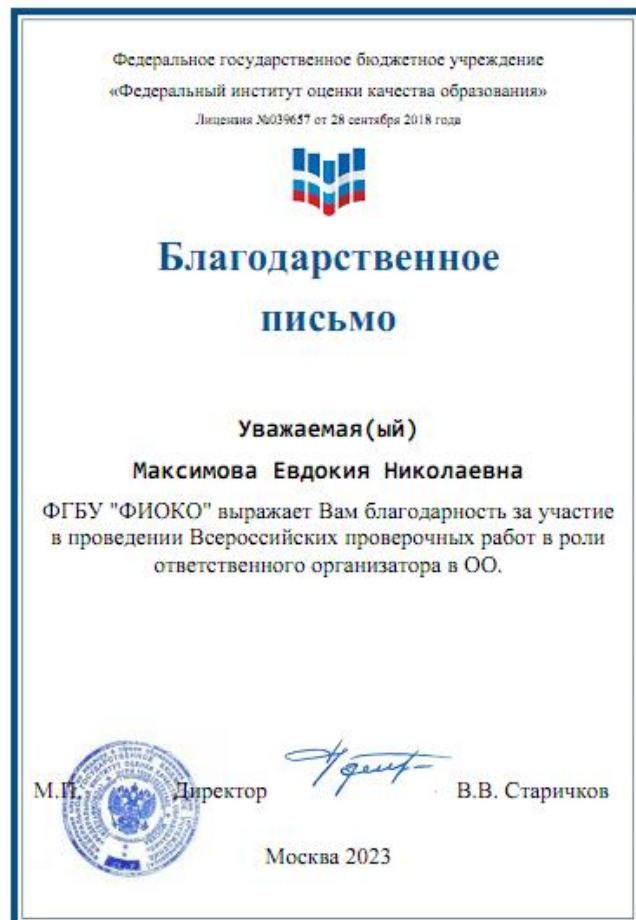 Федеральное государственное бюджетное учреждение
«Федеральный институт оценки качества образования»
Лицензия №039657 от 28 сентября 2018 года
Благодарственное
письмо
Уважаемая(ый)
Максимова Евдокия Николаевна
ФГБУ "ФИОКО" выражает Вам благодарность за участие
в проведении Всероссийских проверочных работ в роли
ответственного организатора в ОО.
М.П. Директор В.В. Старичков
Москва 2023